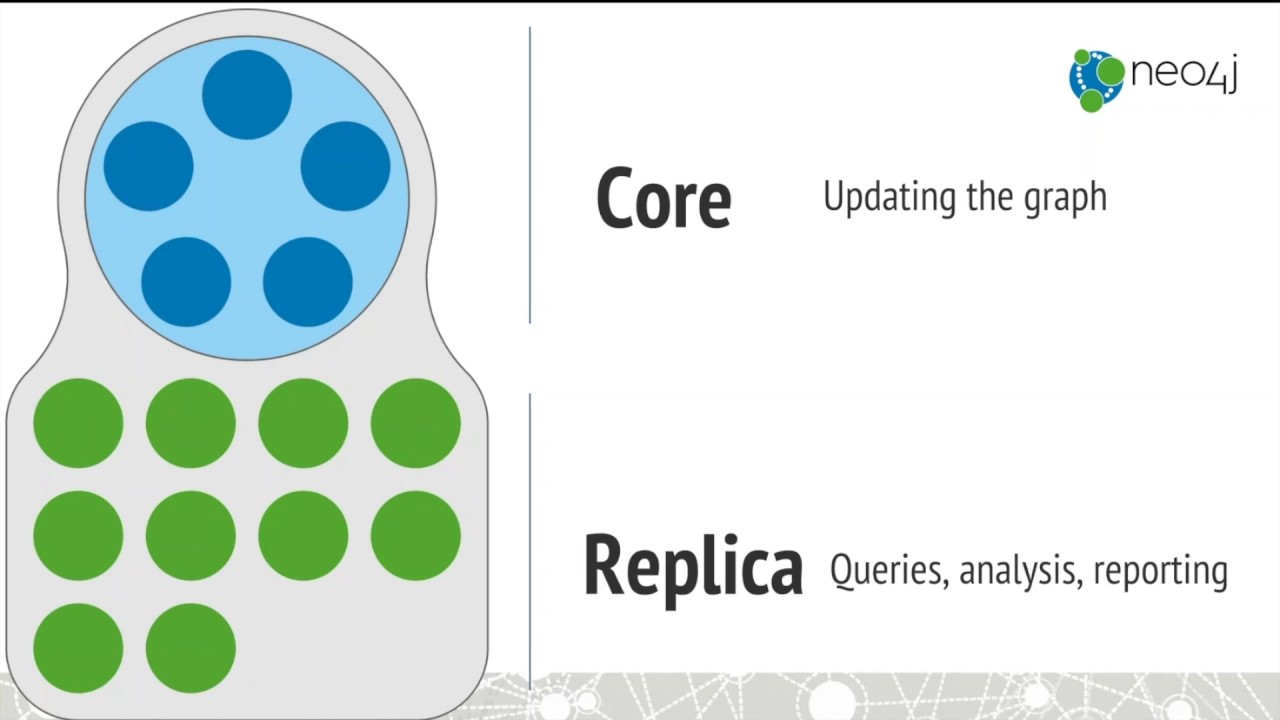 neo4j
Core
Updating the graph
Replica
Queries, analysis, reporting